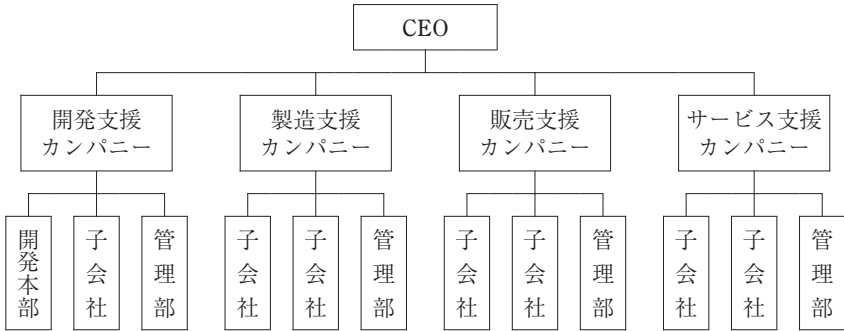 CEO
開発支援
カンパニー
製造支援
カンパニー
販売支援
カンパニー
サービス支援
カンパニー
開発本部
子会社
管理部
子会社
子会社
管理部
子会社
子会社
管理部
子会社
子会社
管理部